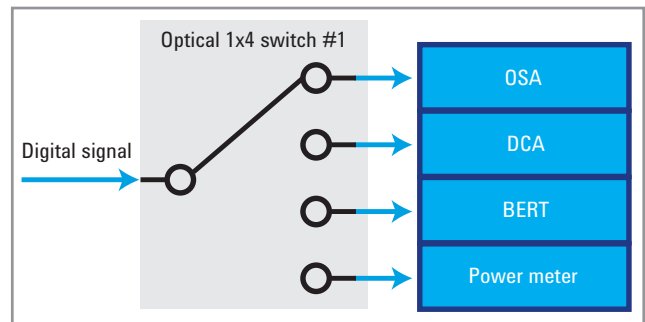 Optical 1x4 switch #1
Digital signal
OSA
DCA
BERT
Power meter